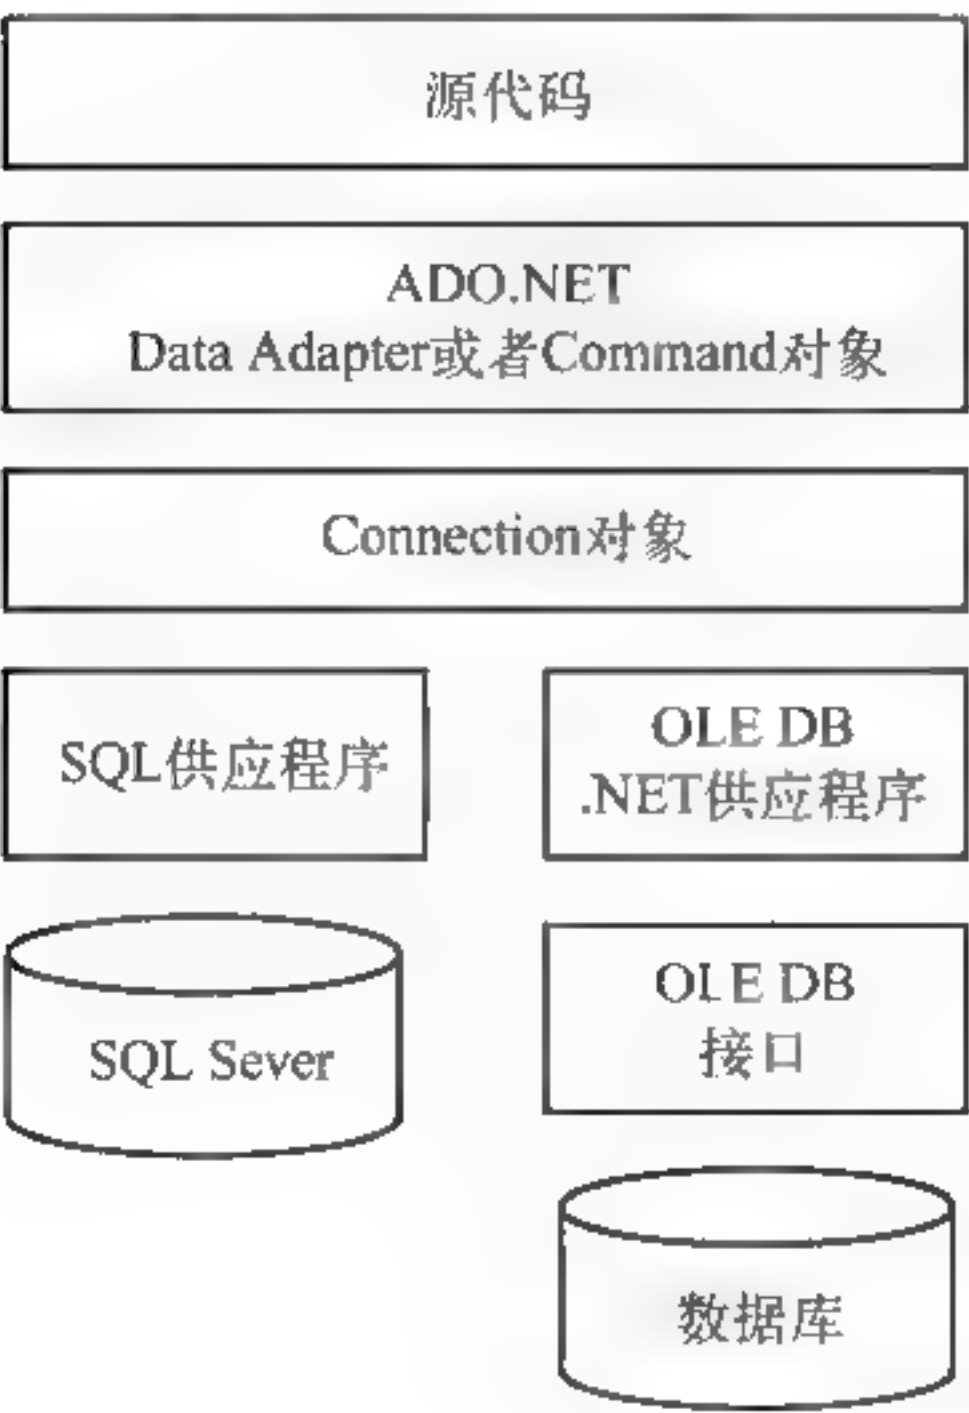 源代码
ADO.NET
Data Adapter或者Command对象
Connection对象
SQL供应程序
OLE DB
.NET供应程序
SQL Sever
OLE DB
接口
数据库